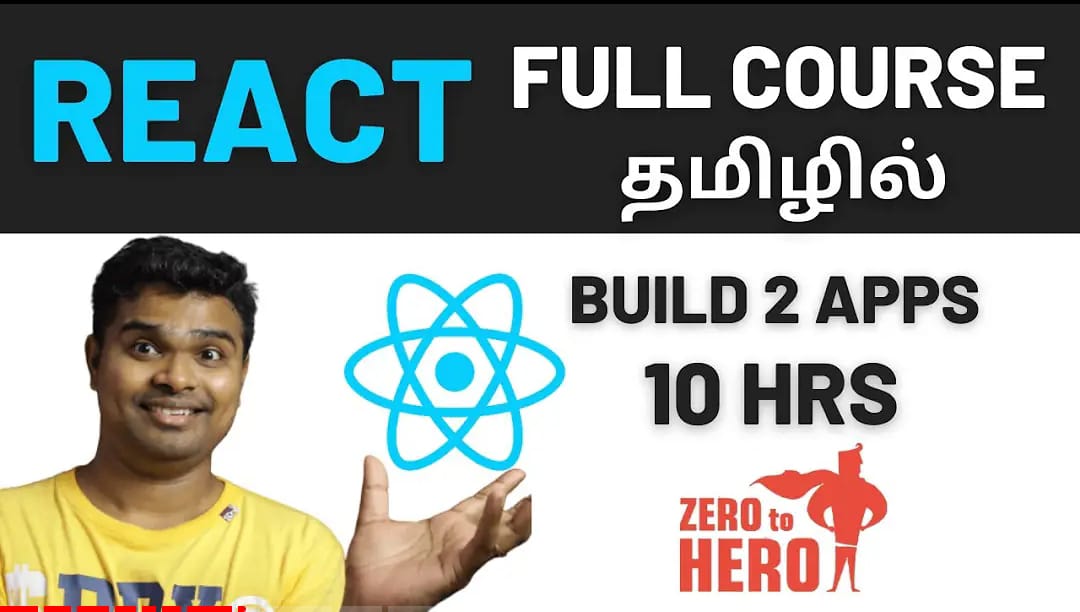 REACT
FULL COURSE
தமிழில்
BUILD 2 APPS
10 HRS
ZERO to
HERO